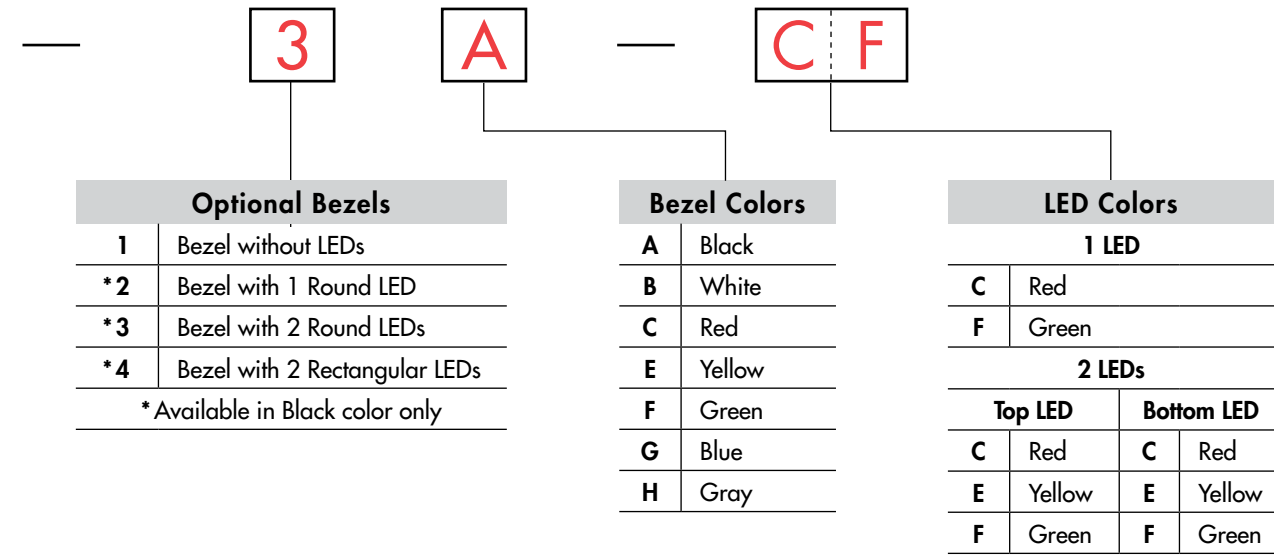 — 3 A — C F
Optional Bezels
1 Bezel without LEDs
*2 Bezel with 1 Round LED
*3 Bezel with 2 Round LEDs
*4 Bezel with 2 Rectangular LEDs
*Available in Black color only
Bezel Colors
A Black
B White
C Red
E Yellow
F Green
G Blue
H Gray
LED Colors
1 LED
C Red
F Green
2 LEDs
Top LED Bottom LED
C Red C Red
E Yellow E Yellow
F Green F Green